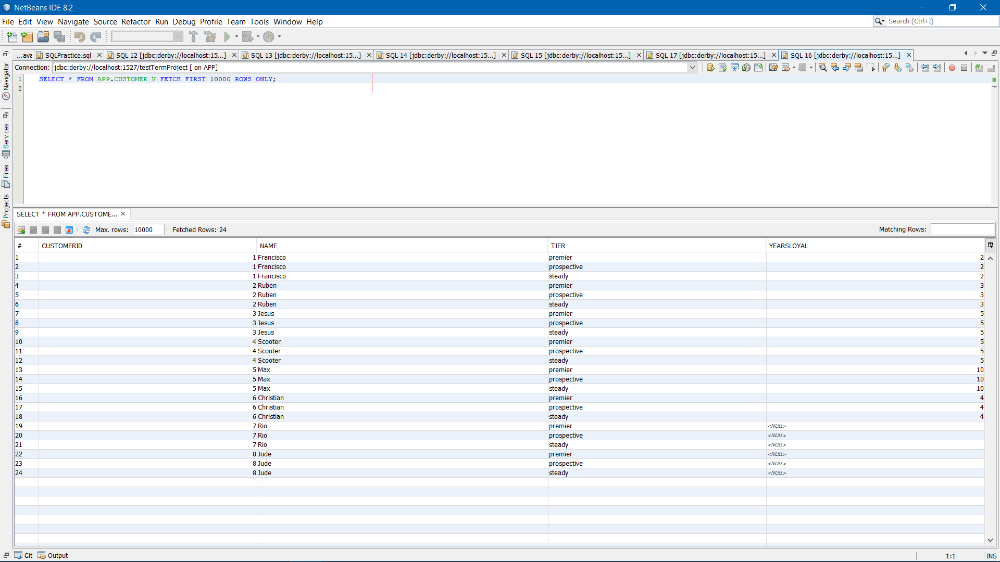 NetBeans IDE 8.2
File Edit View Navigate Source Refactor Run Debug Profile Team Tools Window Help
Search (Ctrl+I)
...ava SQLPractice.sql SQL 12 [jdbc:derby://localhost:15...] SQL 13 [jdbc:derby://localhost:15...] SQL 14 [jdbc:derby://localhost:15...] SQL 15 [jdbc:derby://localhost:15...] SQL 17 [jdbc:derby://localhost:15...] SQL 16 [jdbc:derby://localhost:15...]
Connection: jdbc:derby://localhost:1527/testTermProject [ on APP]
Navigator
Services
Files
Projects
1 SELECT * FROM APP.CUSTOMER_V FETCH FIRST 10000 ROWS ONLY;
2
SELECT * FROM APP.CUSTOME...
Max. rows: 10000 Fetched Rows: 24 Matching Rows:
# CUSTOMERID NAME TIER YEARSLOYAL
1 1 Francisco premier 2
2 1 Francisco prospective 2
3 1 Francisco steady 2
4 2 Ruben premier 3
5 2 Ruben prospective 3
6 2 Ruben steady 3
7 3 Jesus premier 5
8 3 Jesus prospective 5
9 3 Jesus steady 5
10 4 Scooter premier 5
11 4 Scooter prospective 5
12 4 Scooter steady 5
13 5 Max premier 10
14 5 Max prospective 10
15 5 Max steady 10
16 6 Christian premier 4
17 6 Christian prospective 4
18 6 Christian steady 4
19 7 Rio premier <NULL>
20 7 Rio prospective <NULL>
21 7 Rio steady <NULL>
22 8 Jude premier <NULL>
23 8 Jude prospective <NULL>
24 8 Jude steady <NULL>
Git Output
1:1 INS